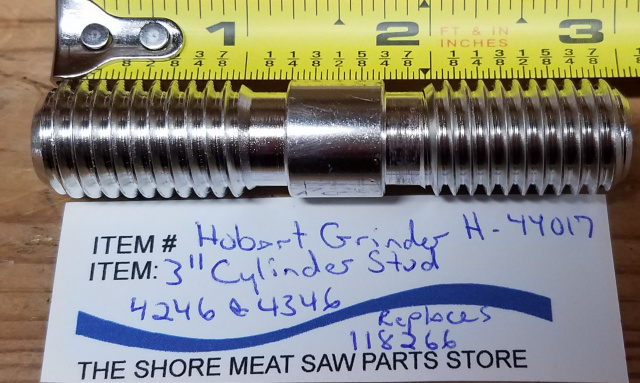 1 2 3
FT & IN
INCHES
ITEM # Hobart Grinder H-44017
ITEM: 3" Cylinder Stud
4246 & 4346
Replaces
118266
THE SHORE MEAT SAW PARTS STORE